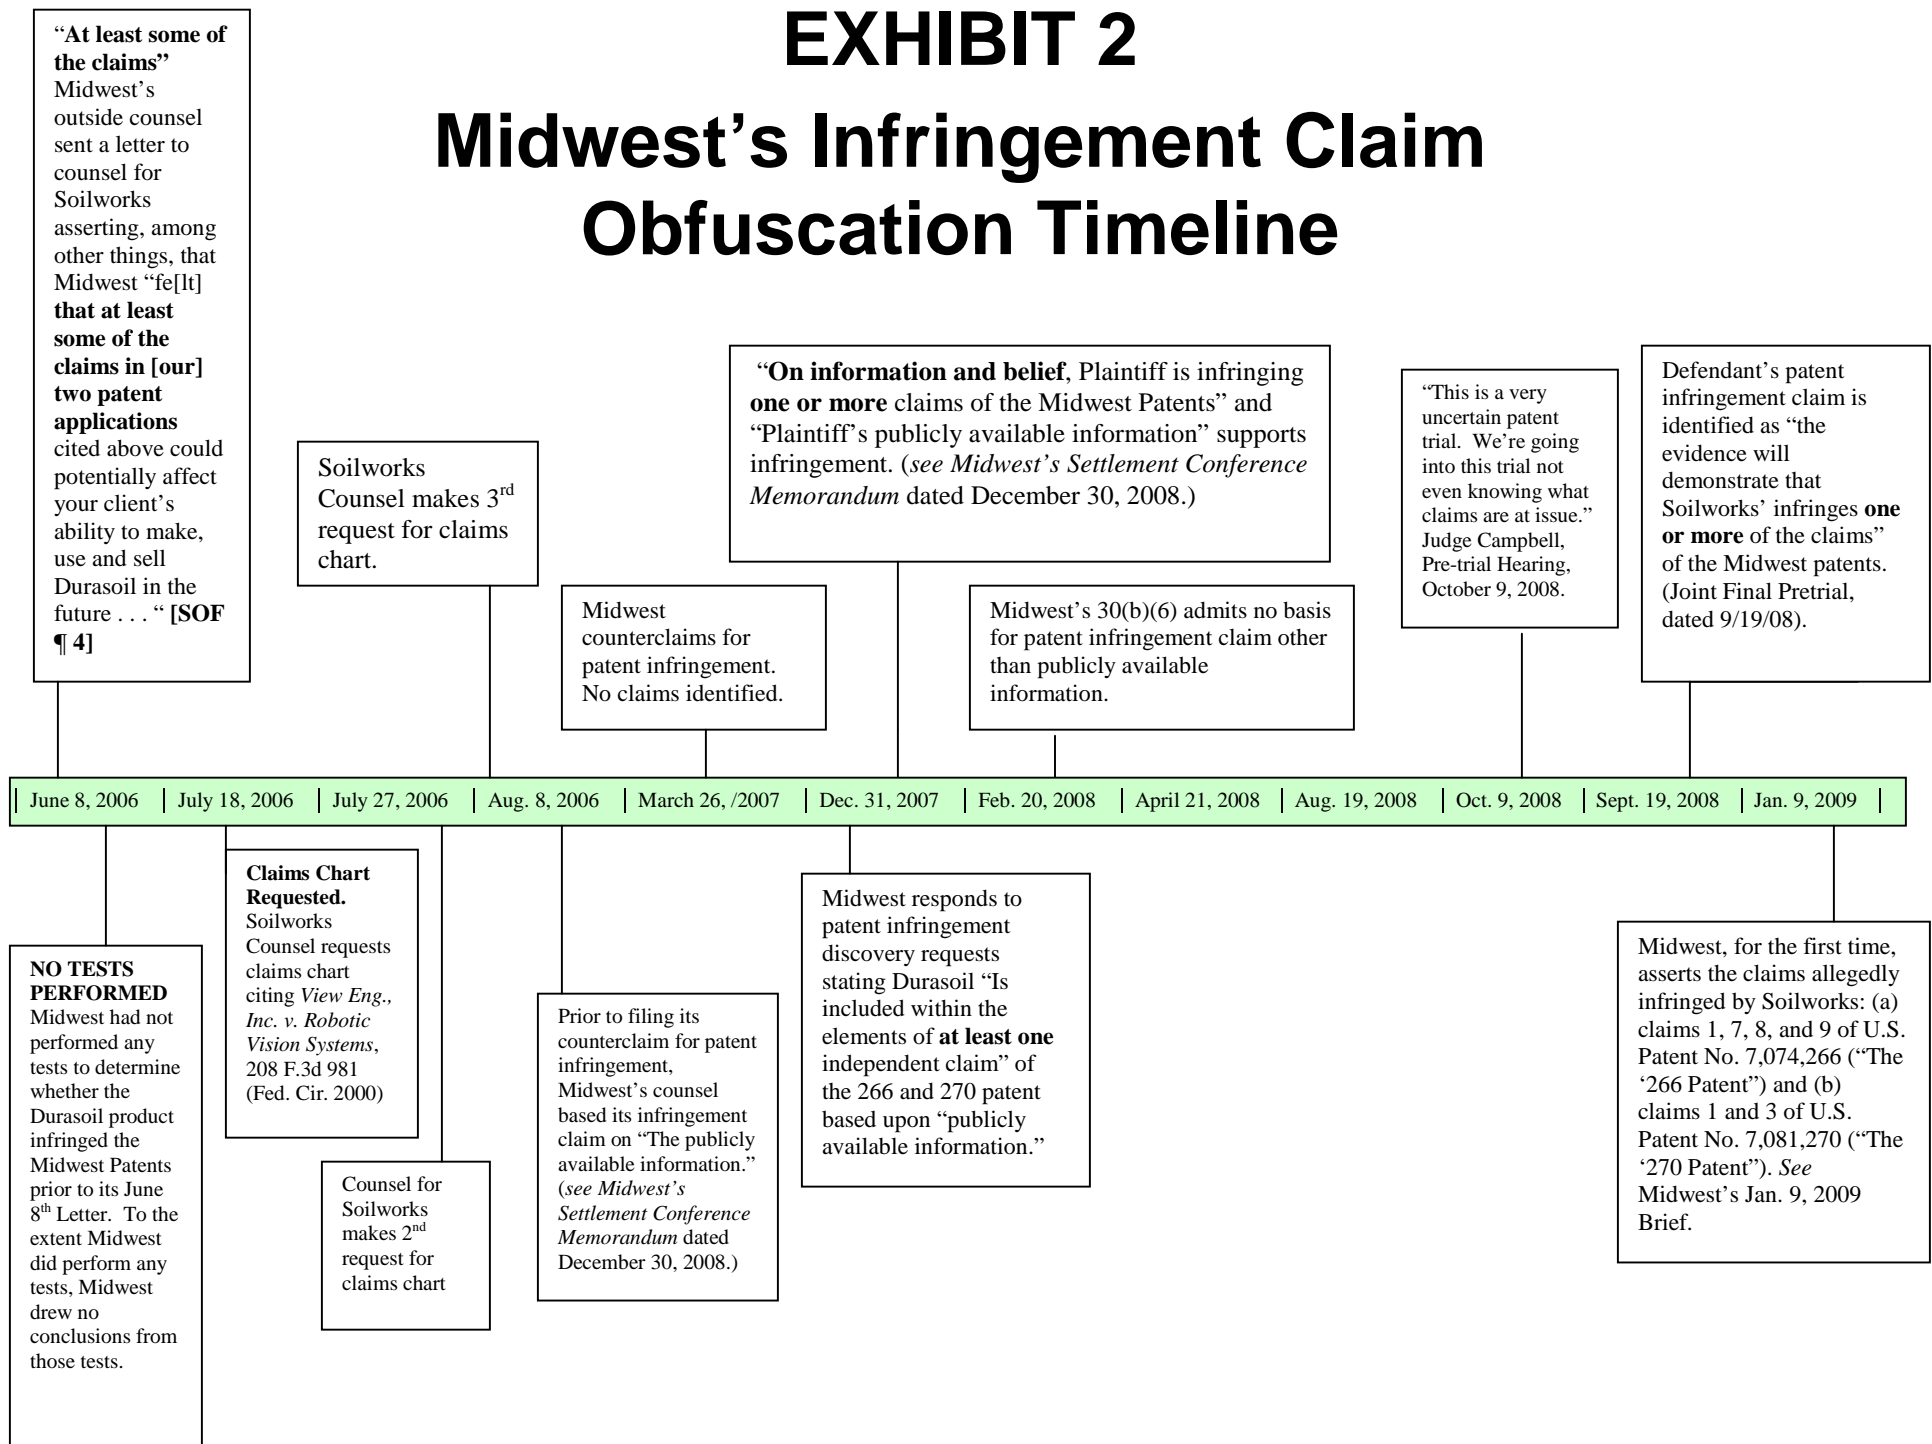 EXHIBIT 2
Midwest's Infringement Claim
Obfuscation Timeline
“At least some of
the claims”
Midwest’s
outside counsel
sent a letter to
counsel for
Soilworks
asserting, among
other things, that
Midwest “fe[lt]
that at least
some of the
claims in [our]
two patent
applications
cited above could
potentially affect
your client’s
ability to make,
use and sell
Durasoil in the
future . . . “ [SOF
¶ 4]
Soilworks
Counsel makes 3rd
request for claims
chart.
Midwest
counterclaims for
patent infringement.
No claims identified.
“On information and belief, Plaintiff is infringing
one or more claims of the Midwest Patents” and
“Plaintiff’s publicly available information” supports
infringement. (see Midwest’s Settlement Conference
Memorandum dated December 30, 2008.)
Midwest’s 30(b)(6) admits no basis
for patent infringement claim other
than publicly available
information.
“This is a very
uncertain patent
trial. We’re going
into this trial not
even knowing what
claims are at issue.”
Judge Campbell,
Pre-trial Hearing,
October 9, 2008.
Defendant’s patent
infringement claim is
identified as “the
evidence will
demonstrate that
Soilworks’ infringes one
or more of the claims”
of the Midwest patents.
(Joint Final Pretrial,
dated 9/19/08).
| June 8, 2006 | July 18, 2006 | July 27, 2006 | Aug. 8, 2006 | March 26, /2007 | Dec. 31, 2007 | Feb. 20, 2008 | April 21, 2008 | Aug. 19, 2008 | Oct. 9, 2008 | Sept. 19, 2008 | Jan. 9, 2009 |
NO TESTS
PERFORMED
Midwest had not
performed any
tests to determine
whether the
Durasoil product
infringed the
Midwest Patents
prior to its June
8th Letter. To the
extent Midwest
did perform any
tests, Midwest
drew no
conclusions from
those tests.
Claims Chart
Requested.
Soilworks
Counsel requests
claims chart
citing View Eng.,
Inc. v. Robotic
Vision Systems,
208 F.3d 981
(Fed. Cir. 2000)
Counsel for
Soilworks
makes 2nd
request for
claims chart
Prior to filing its
counterclaim for patent
infringement,
Midwest’s counsel
based its infringement
claim on “The publicly
available information.”
(see Midwest’s
Settlement Conference
Memorandum dated
December 30, 2008.)
Midwest responds to
patent infringement
discovery requests
stating Durasoil “Is
included within the
elements of at least one
independent claim” of
the 266 and 270 patent
based upon “publicly
available information.”
Midwest, for the first time,
asserts the claims allegedly
infringed by Soilworks: (a)
claims 1, 7, 8, and 9 of U.S.
Patent No. 7,074,266 (“The
‘266 Patent”) and (b)
claims 1 and 3 of U.S.
Patent No. 7,081,270 (“The
‘270 Patent”). See
Midwest’s Jan. 9, 2009
Brief.